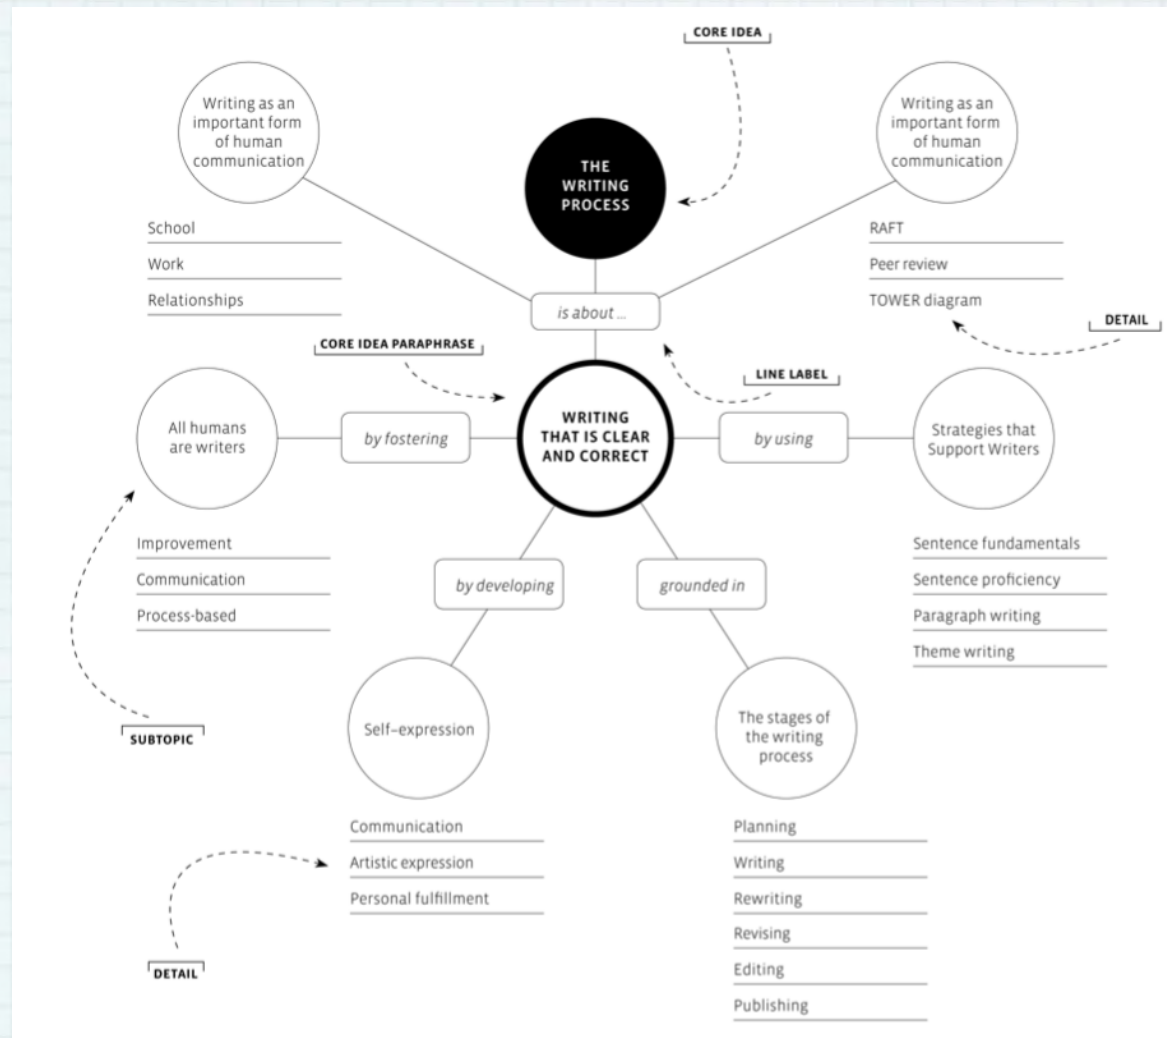 CORE IDEA
Writing as an
important form
of human
communication
School
Work
Relationships
THE
WRITING
PROCESS
Writing as an
important form
of human
communication
RAFT
Peer review
TOWER diagram
DETAIL
is about ...
CORE IDEA PARAPHRASE
LINE LABEL
All humans
are writers
by fostering
WRITING
THAT IS CLEAR
AND CORRECT
by using
Strategies that
Support Writers
Improvement
Communication
Process-based
SUBTOPIC
by developing
grounded in
Sentence fundamentals
Sentence proficiency
Paragraph writing
Theme writing
Self-expression
The stages of
the writing
process
Communication
Artistic expression
Personal fulfillment
DETAIL
Planning
Writing
Rewriting
Revising
Editing
Publishing